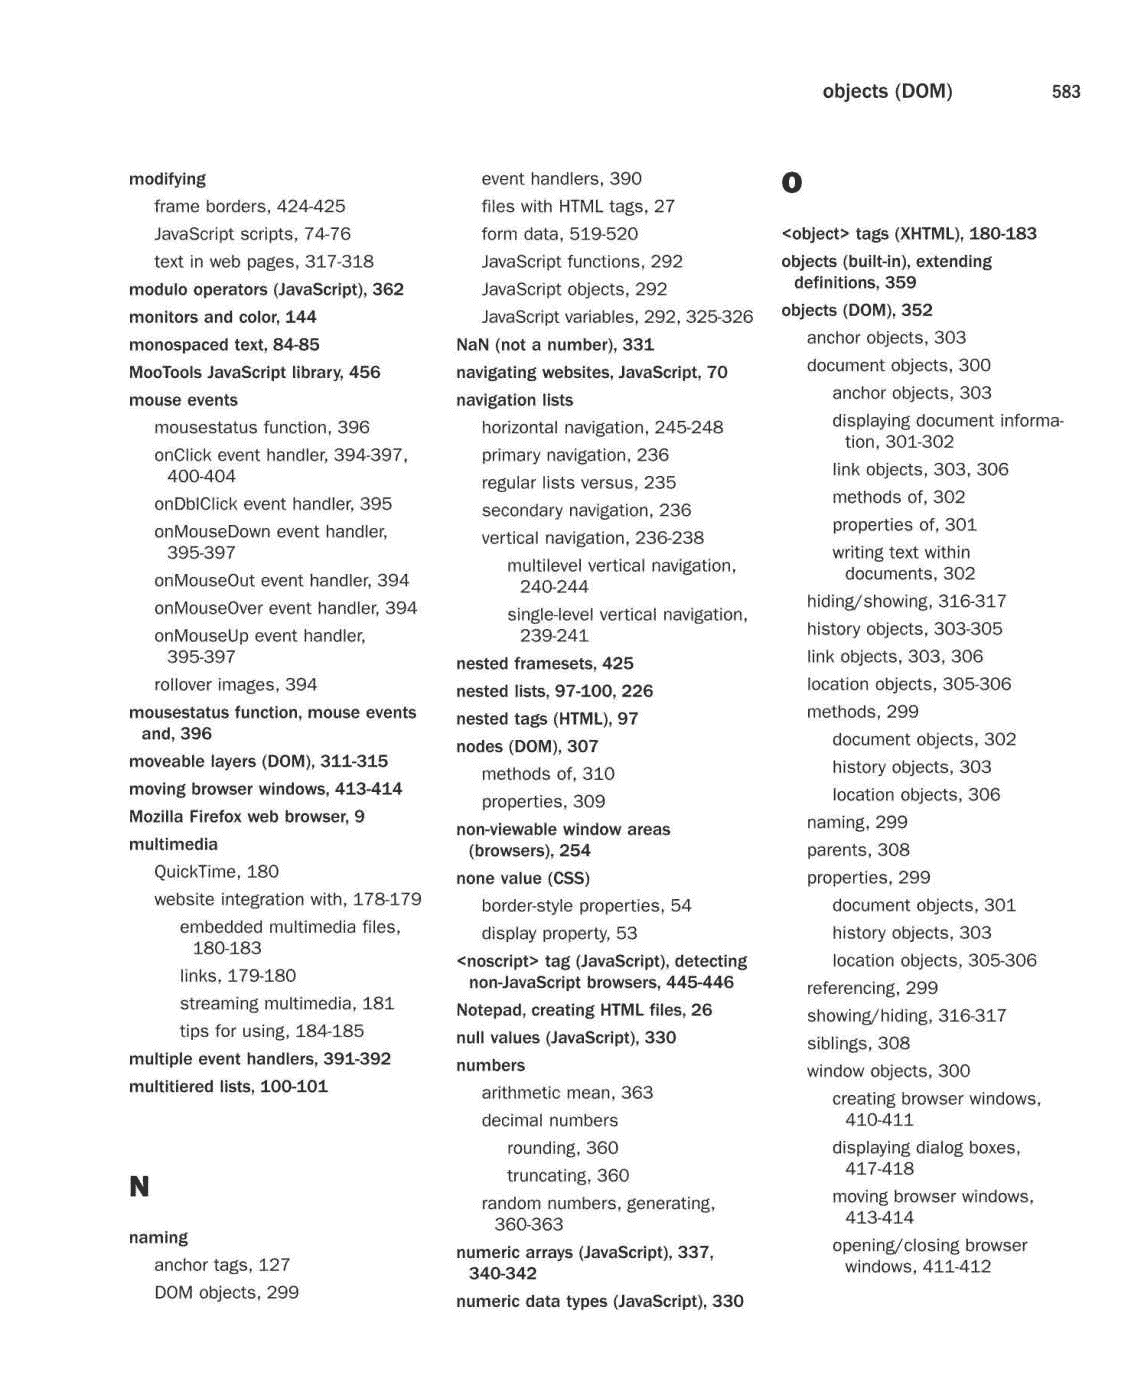 objects (DOM) 583
modifying
frame borders, 424-425
JavaScript scripts, 74-76
text in web pages, 317-318
modulo operators (JavaScript), 362
monitors and color, 144
monospaced text, 84-85
MooTools JavaScript library, 456
mouse events
mousestatus function, 396
onClick event handler, 394-397,
400-404
onDblClick event handler, 395
onMouseDown event handler,
395-397
onMouseOut event handler, 394
onMouseOver event handler, 394
onMouseUp event handler,
395-397
rollover images, 394
mousestatus function, mouse events
and, 396
moveable layers (DOM), 311-315
moving browser windows, 413-414
Mozilla Firefox web browser, 9
multimedia
QuickTime, 180
website integration with, 178-179
embedded multimedia files,
180-183
links, 179-180
streaming multimedia, 181
tips for using, 184-185
multiple event handlers, 391-392
multitiered lists, 100-101
N
naming
anchor tags, 127
DOM objects, 299
event handlers, 390
files with HTML tags, 27
form data, 519-520
JavaScript functions, 292
JavaScript objects, 292
JavaScript variables, 292, 325-326
NaN (not a number), 331
navigating websites, JavaScript, 70
navigation lists
horizontal navigation, 245-248
primary navigation, 236
regular lists versus, 235
secondary navigation, 236
vertical navigation, 236-238
multilevel vertical navigation,
240-244
single-level vertical navigation,
239-241
nested framesets, 425
nested lists, 97-100, 226
nested tags (HTML), 97
nodes (DOM), 307
methods of, 310
properties, 309
non-viewable window areas
(browsers), 254
none value (CSS)
border-style properties, 54
display property, 53
<noscript> tag (JavaScript), detecting
non-JavaScript browsers, 445-446
Notepad, creating HTML files, 26
null values (JavaScript), 330
numbers
arithmetic mean, 363
decimal numbers
rounding, 360
truncating, 360
random numbers, generating,
360-363
numeric arrays (JavaScript), 337,
340-342
numeric data types (JavaScript), 330
O
<object> tags (XHTML), 180-183
objects (built-in), extending
definitions, 359
objects (DOM), 352
anchor objects, 303
document objects, 300
anchor objects, 303
displaying document informa-
tion, 301-302
link objects, 303, 306
methods of, 302
properties of, 301
writing text within
documents, 302
hiding/showing, 316-317
history objects, 303-305
link objects, 303, 306
location objects, 305-306
methods, 299
document objects, 302
history objects, 303
location objects, 306
naming, 299
parents, 308
properties, 299
document objects, 301
history objects, 303
location objects, 305-306
referencing, 299
showing/hiding, 316-317
siblings, 308
window objects, 300
creating browser windows,
410-411
displaying dialog boxes,
417-418
moving browser windows,
413-414
opening/closing browser
windows, 411-412